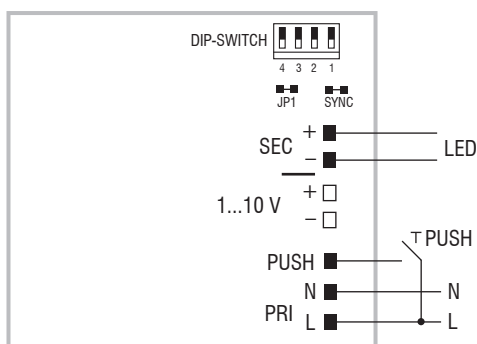 DIP-SWITCH
4 3 2 1
JP1 SYNC
SEC + LED
−
1...10 V +
−
PUSH
PUSH
N N
PRI L L